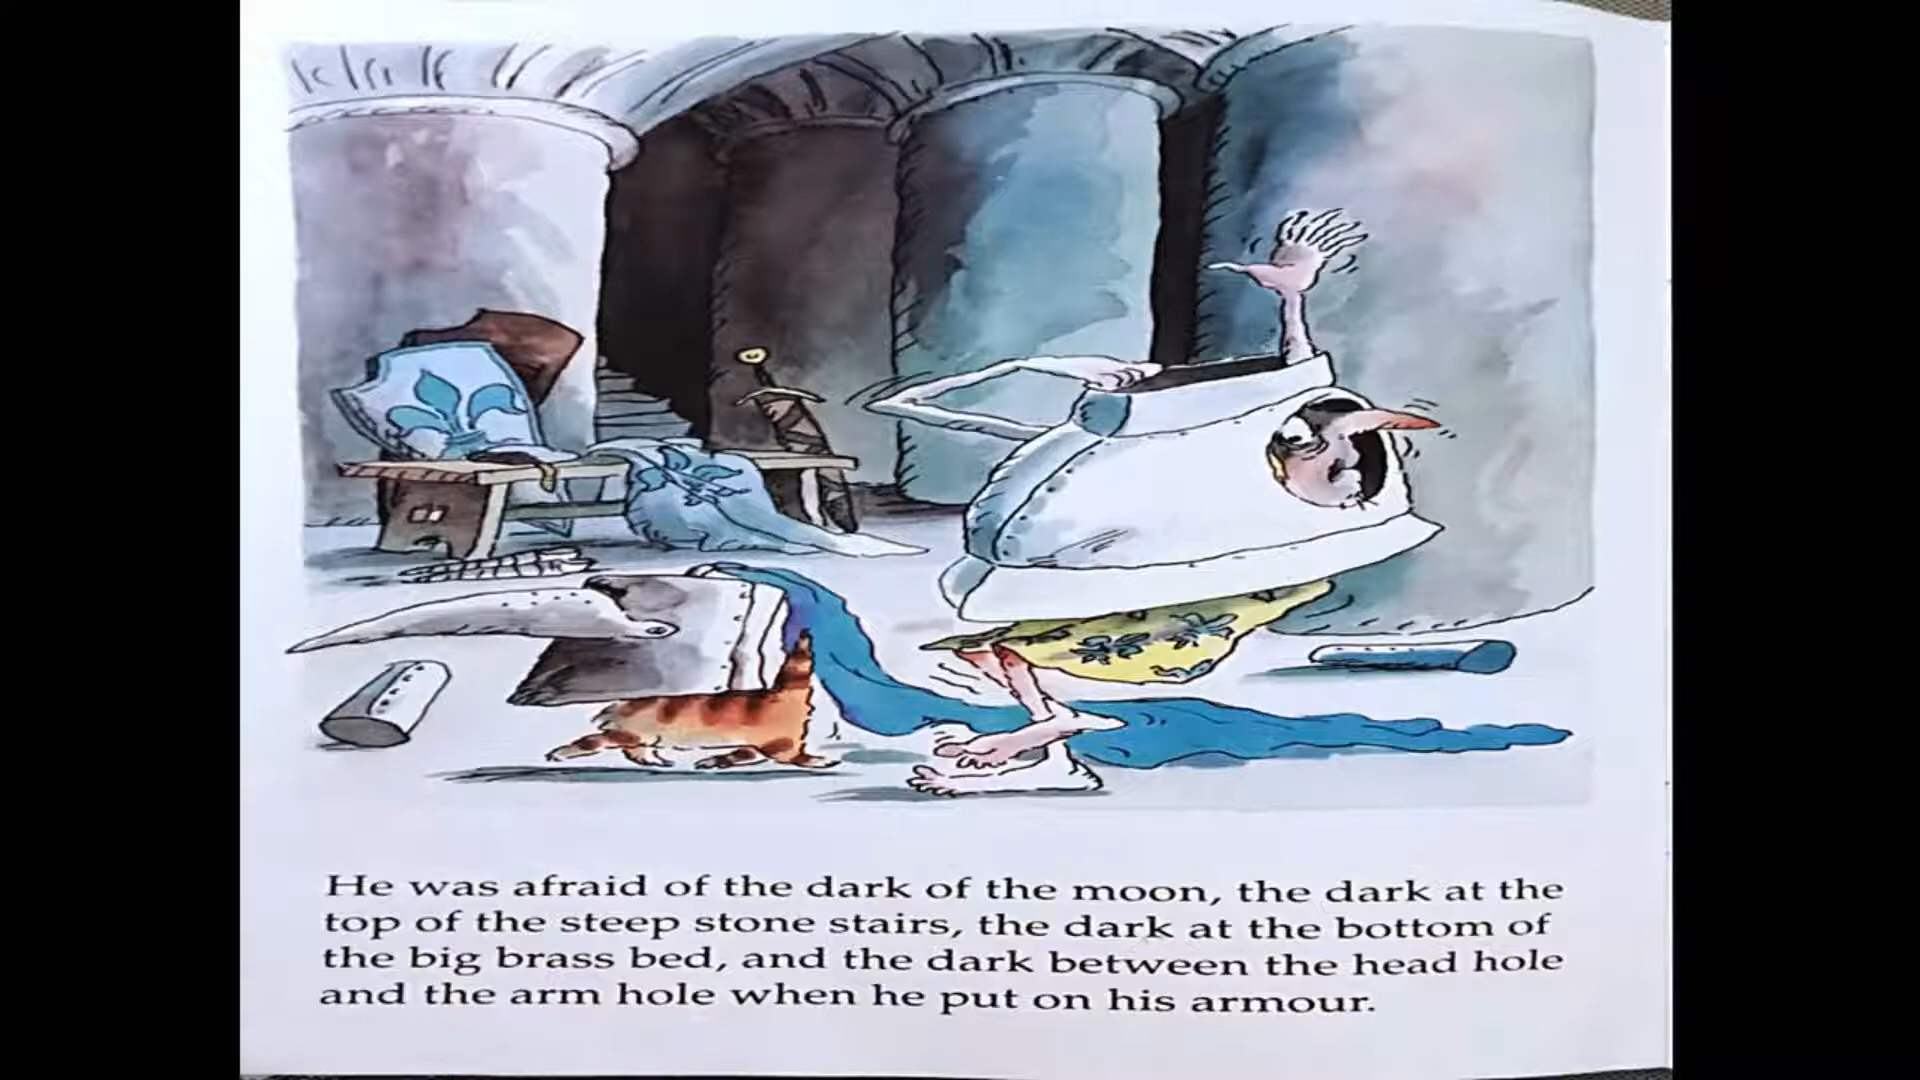 He was afraid of the dark of the moon, the dark at the
top of the steep stone stairs, the dark at the bottom of
the big brass bed, and the dark between the head hole
and the arm hole when he put on his armour.